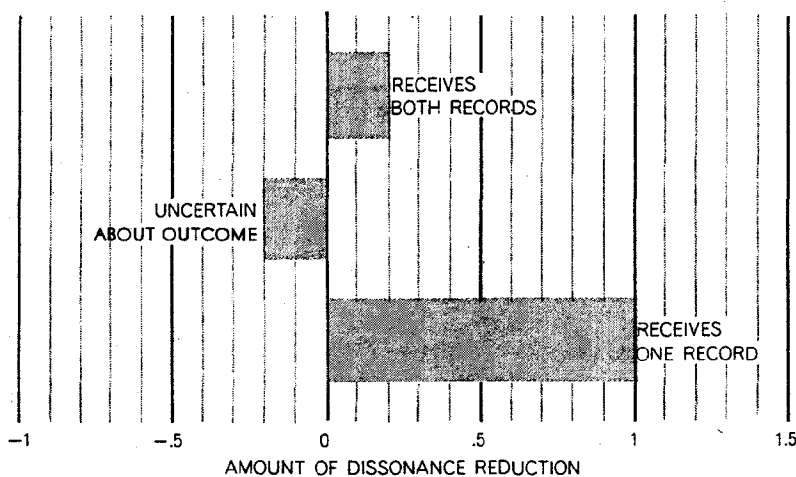 RECEIVES
BOTH RECORDS
UNCERTAIN
ABOUT OUTCOME
RECEIVES
ONE RECORD
−1 −.5 0 .5 1 1.5
AMOUNT OF DISSONANCE REDUCTION